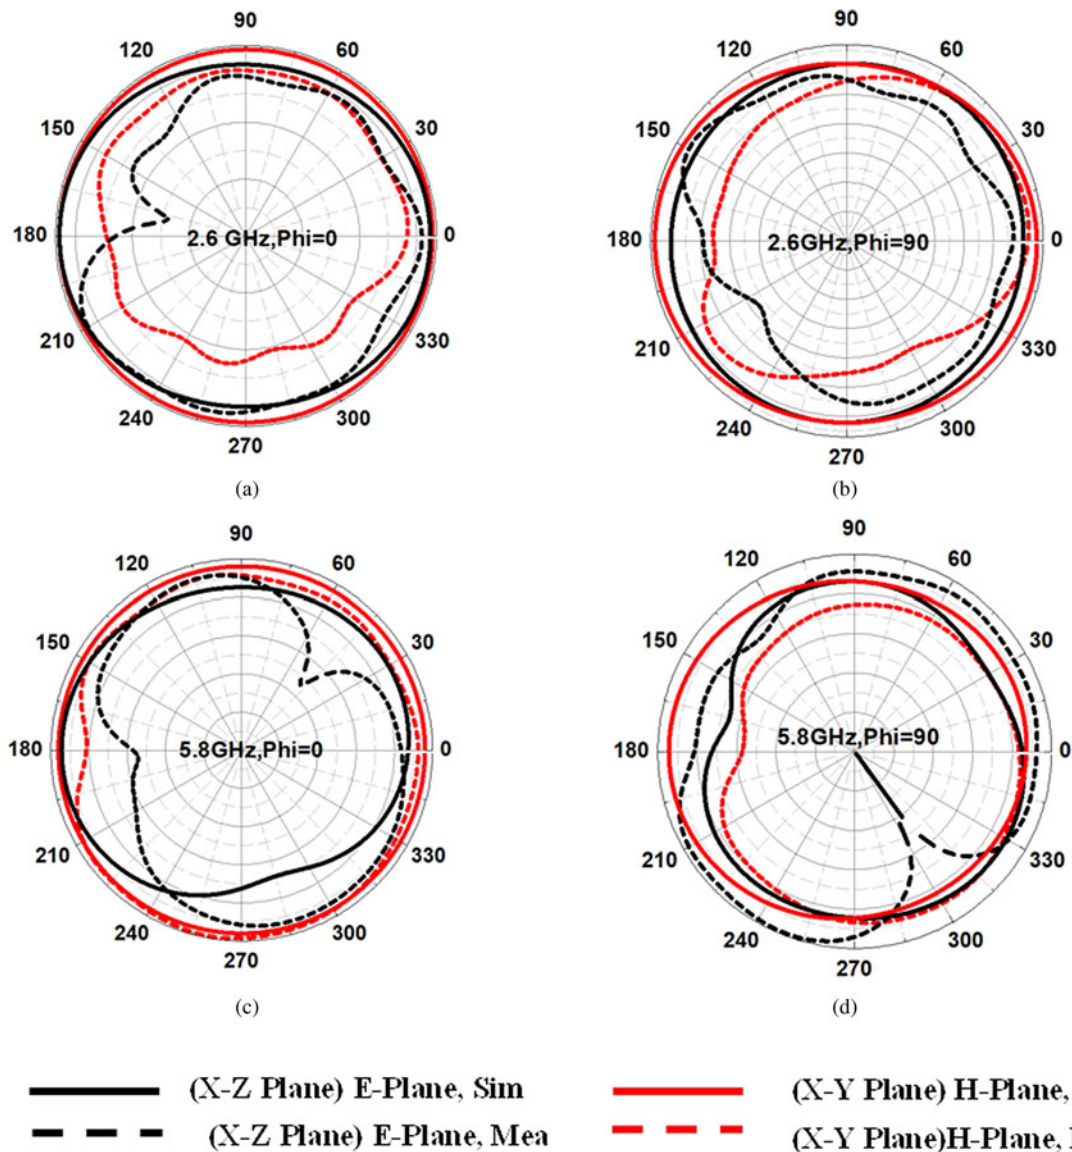 90
120 60
150 30
180 2.6 GHz,Phi=0 0
210 330
240 300
270
(a)
90
120 60
150 30
180 2.6GHz,Phi=90 0
210 330
240 300
270
(b)
90
120 60
150 30
180 5.8GHz,Phi=0 0
210 330
240 300
270
(c)
90
120 60
150 30
180 5.8GHz,Phi=90 0
210 330
240 300
270
(d)
(X-Z Plane) E-Plane, Sim
(X-Z Plane) E-Plane, Mea
(X-Y Plane) H-Plane,
(X-Y Plane)H-Plane,